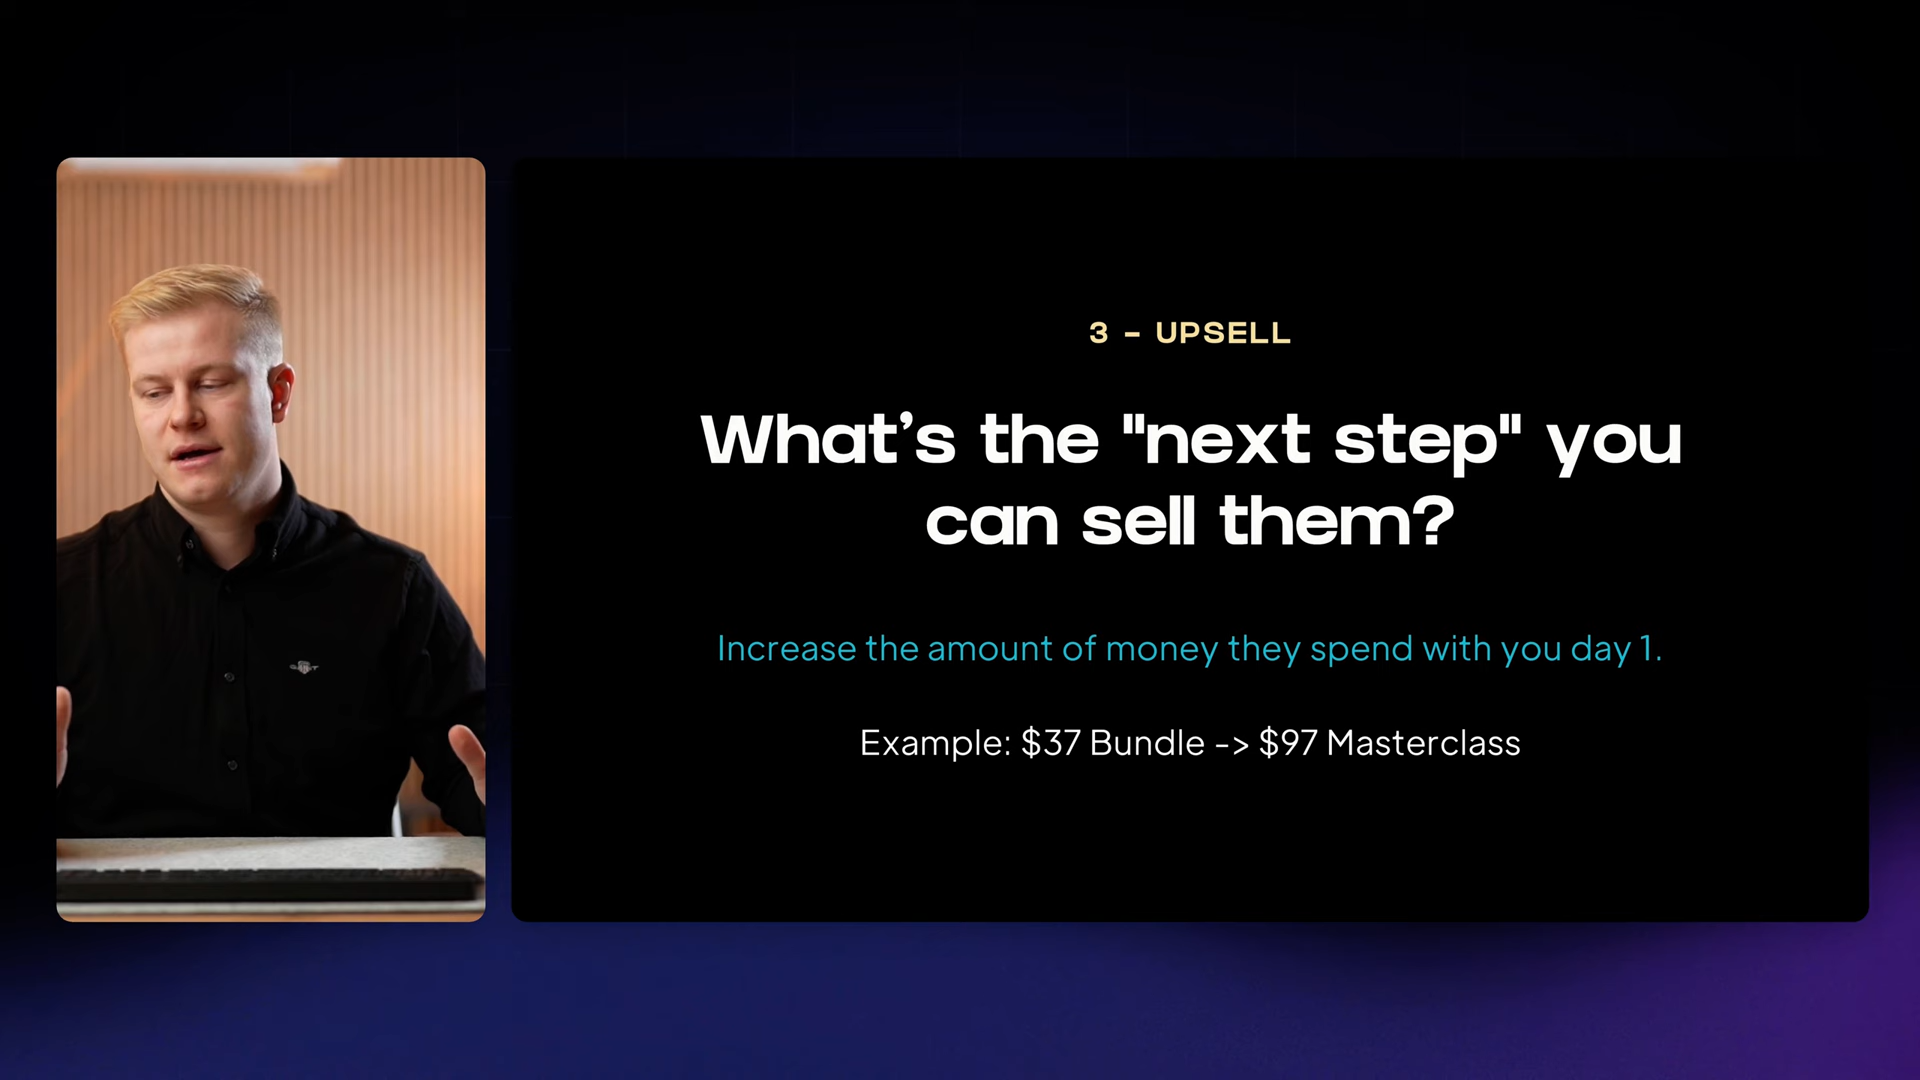 3 - UPSELL
What’s the "next step" you
can sell them?
Increase the amount of money they spend with you day 1.
Example: $37 Bundle -> $97 Masterclass